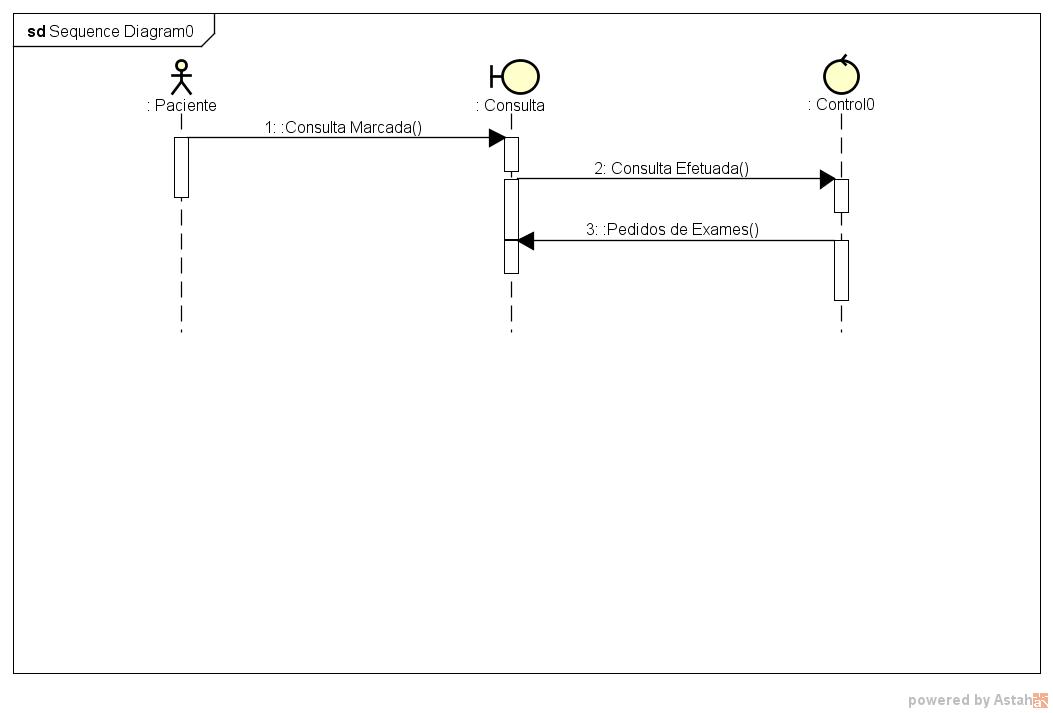 sd Sequence Diagram0
: Paciente
: Consulta
: Control0
1: :Consulta Marcada()
2: Consulta Efetuada()
3: :Pedidos de Exames()
powered by Astah